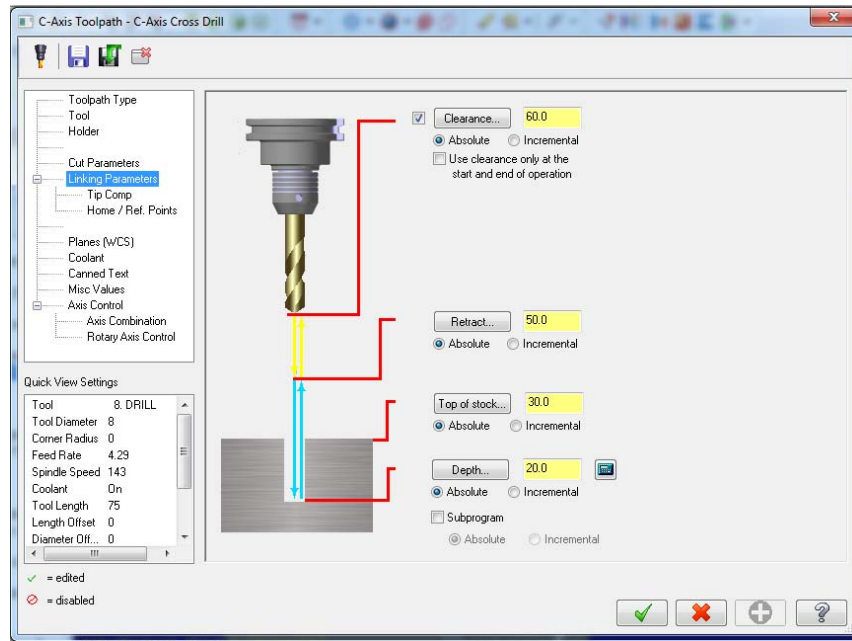 C-Axis Toolpath - C-Axis Cross Drill
Toolpath Type
Tool
Holder
Cut Parameters
Linking Parameters
Tip Comp
Home / Ref. Points
Planes (WCS)
Coolant
Canned Text
Misc Values
Axis Control
Axis Combination
Rotary Axis Control
Quick View Settings
Tool 8. DRILL
Tool Diameter 8
Corner Radius 0
Feed Rate 4.29
Spindle Speed 143
Coolant On
Tool Length 75
Length Offset 0
Diameter Off... 0
= edited
= disabled
Clearance... 60.0
Absolute Incremental
Use clearance only at the
start and end of operation
Retract... 50.0
Absolute Incremental
Top of stock... 30.0
Absolute Incremental
Depth... 20.0
Absolute Incremental
Subprogram
Absolute Incremental